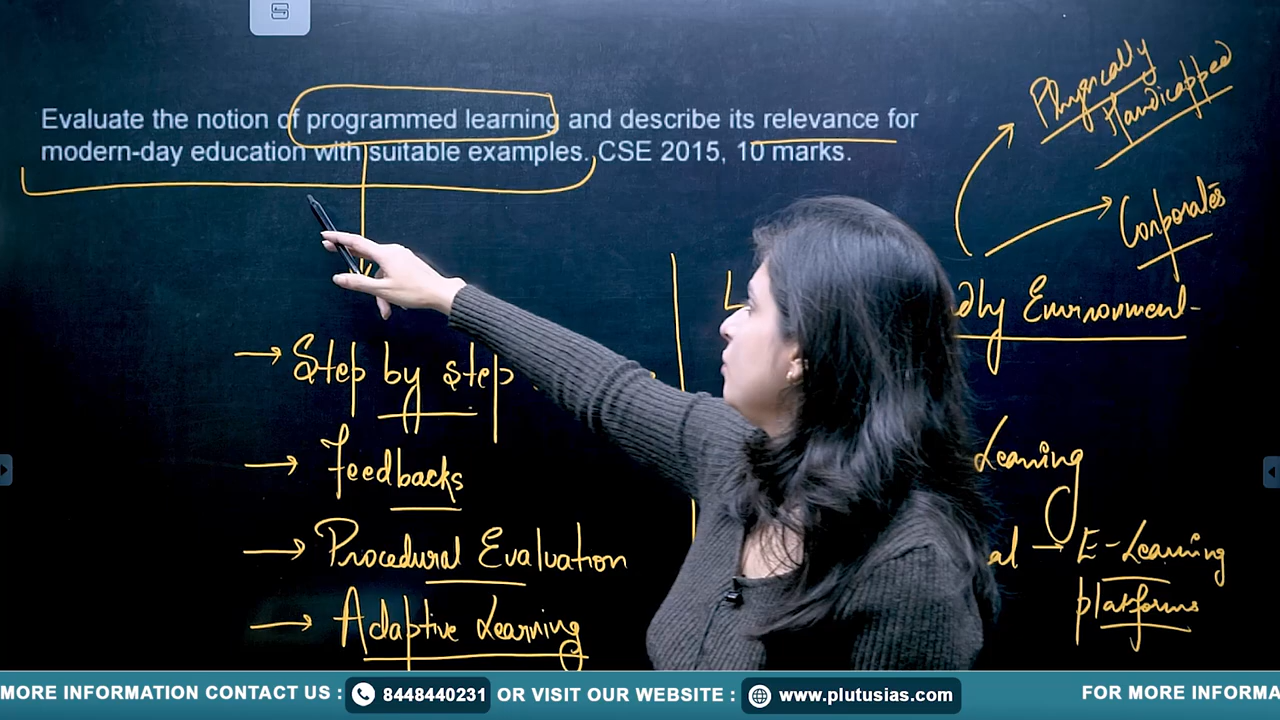 Evaluate the notion of programmed learning and describe its relevance for
modern-day education with suitable examples. CSE 2015, 10 marks.
Physically
Handicapped
Corporates
Environment
→ Step by step
→ Feedbacks
→ Procedural Evaluation
→ Adaptive Learning
Learning
al → E-Learning
platforms
MORE INFORMATION CONTACT US : 8448440231 OR VISIT OUR WEBSITE : www.plutusias.com FOR MORE INFORMA